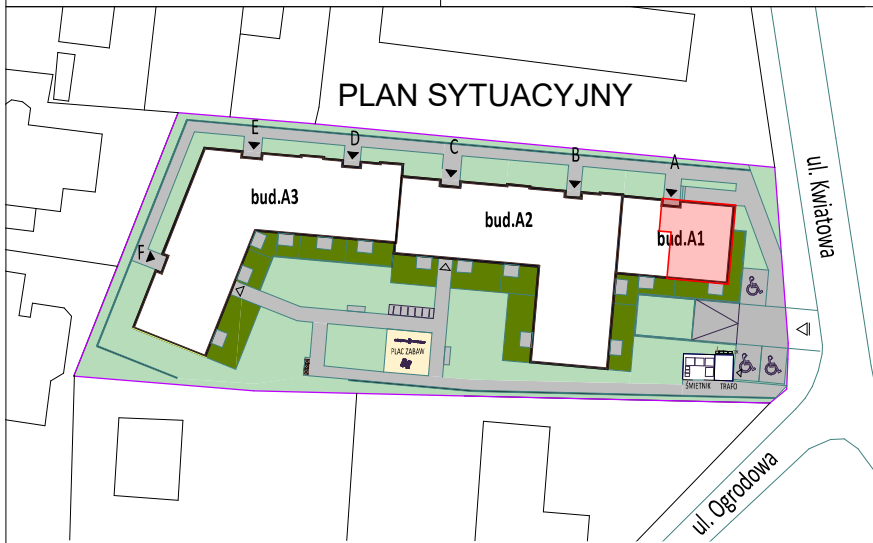 PLAN SYTUACYJNY
E
D
C
B
A
ul. Kwiatowa
bud.A3
bud.A2
bud.A1
F
PLAC ZABAW
ŚMIETNIK
TRAFO
ul. Ogrodowa